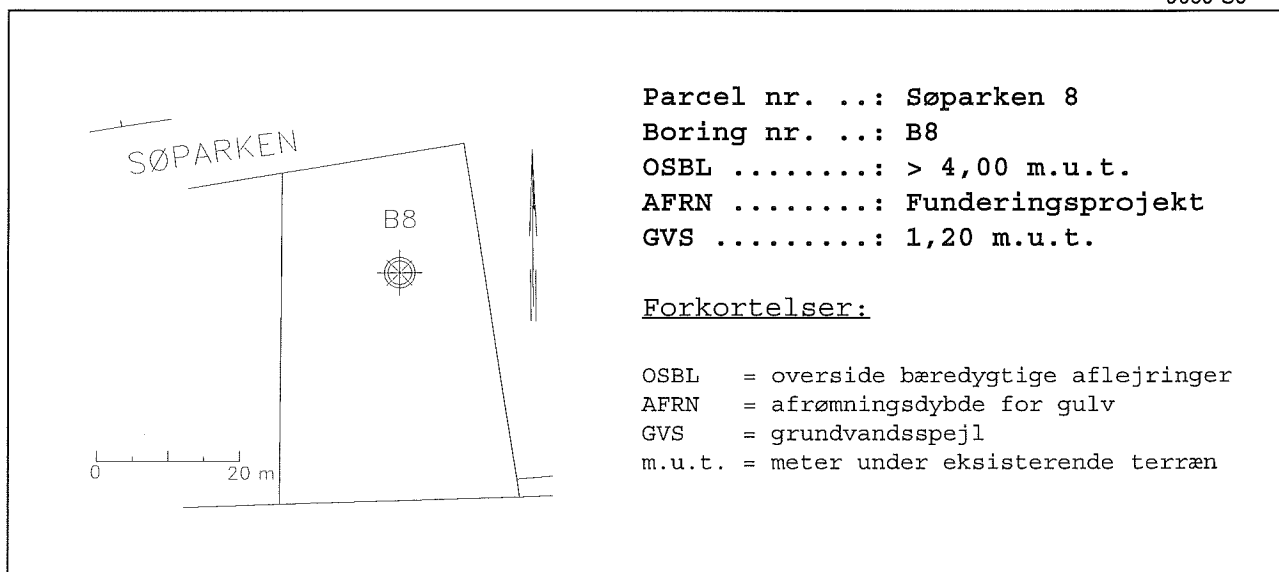 Parcel nr. ..: Søparken 8
Boring nr. ..: B8
OSBL ........: > 4,00 m.u.t.
AFRN ........: Funderingsprojekt
GVS .........: 1,20 m.u.t.
Forkortelser:
OSBL = overside bæredygtige aflejringer
AFRN = afrømningsdybde for gulv
GVS = grundvandsspejl
m.u.t. = meter under eksisterende terræn
SØPARKEN
B8
0 20 m